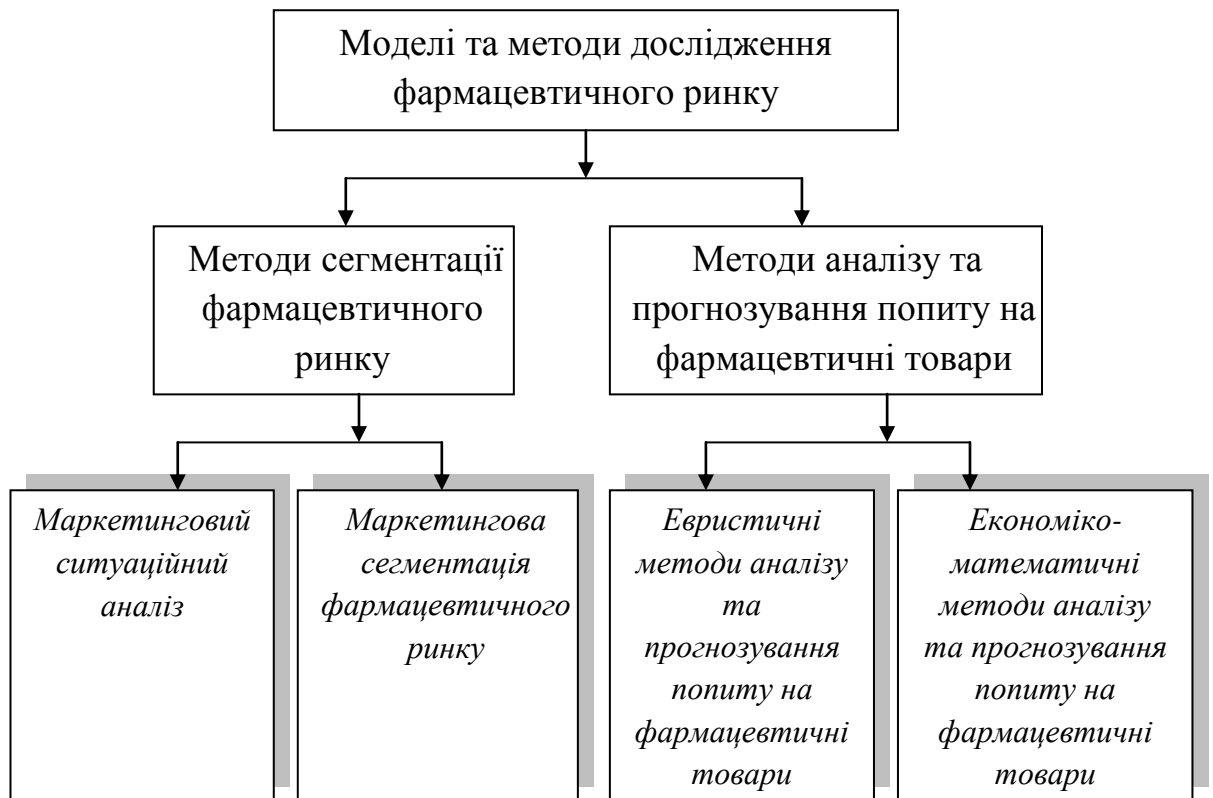 Моделі та методи дослідження
фармацевтичного ринку
Методи сегментації
фармацевтичного
ринку
Методи аналізу та
прогнозування попиту на
фармацевтичні товари
Маркетинговий
ситуаційний
аналіз
Маркетингова
сегментація
фармацевтичного
ринку
Евристичні
методи аналізу
та
прогнозування
попиту на
фармацевтичні
товари
Економіко-
математичні
методи аналізу
та прогнозування
попиту на
фармацевтичні
товари